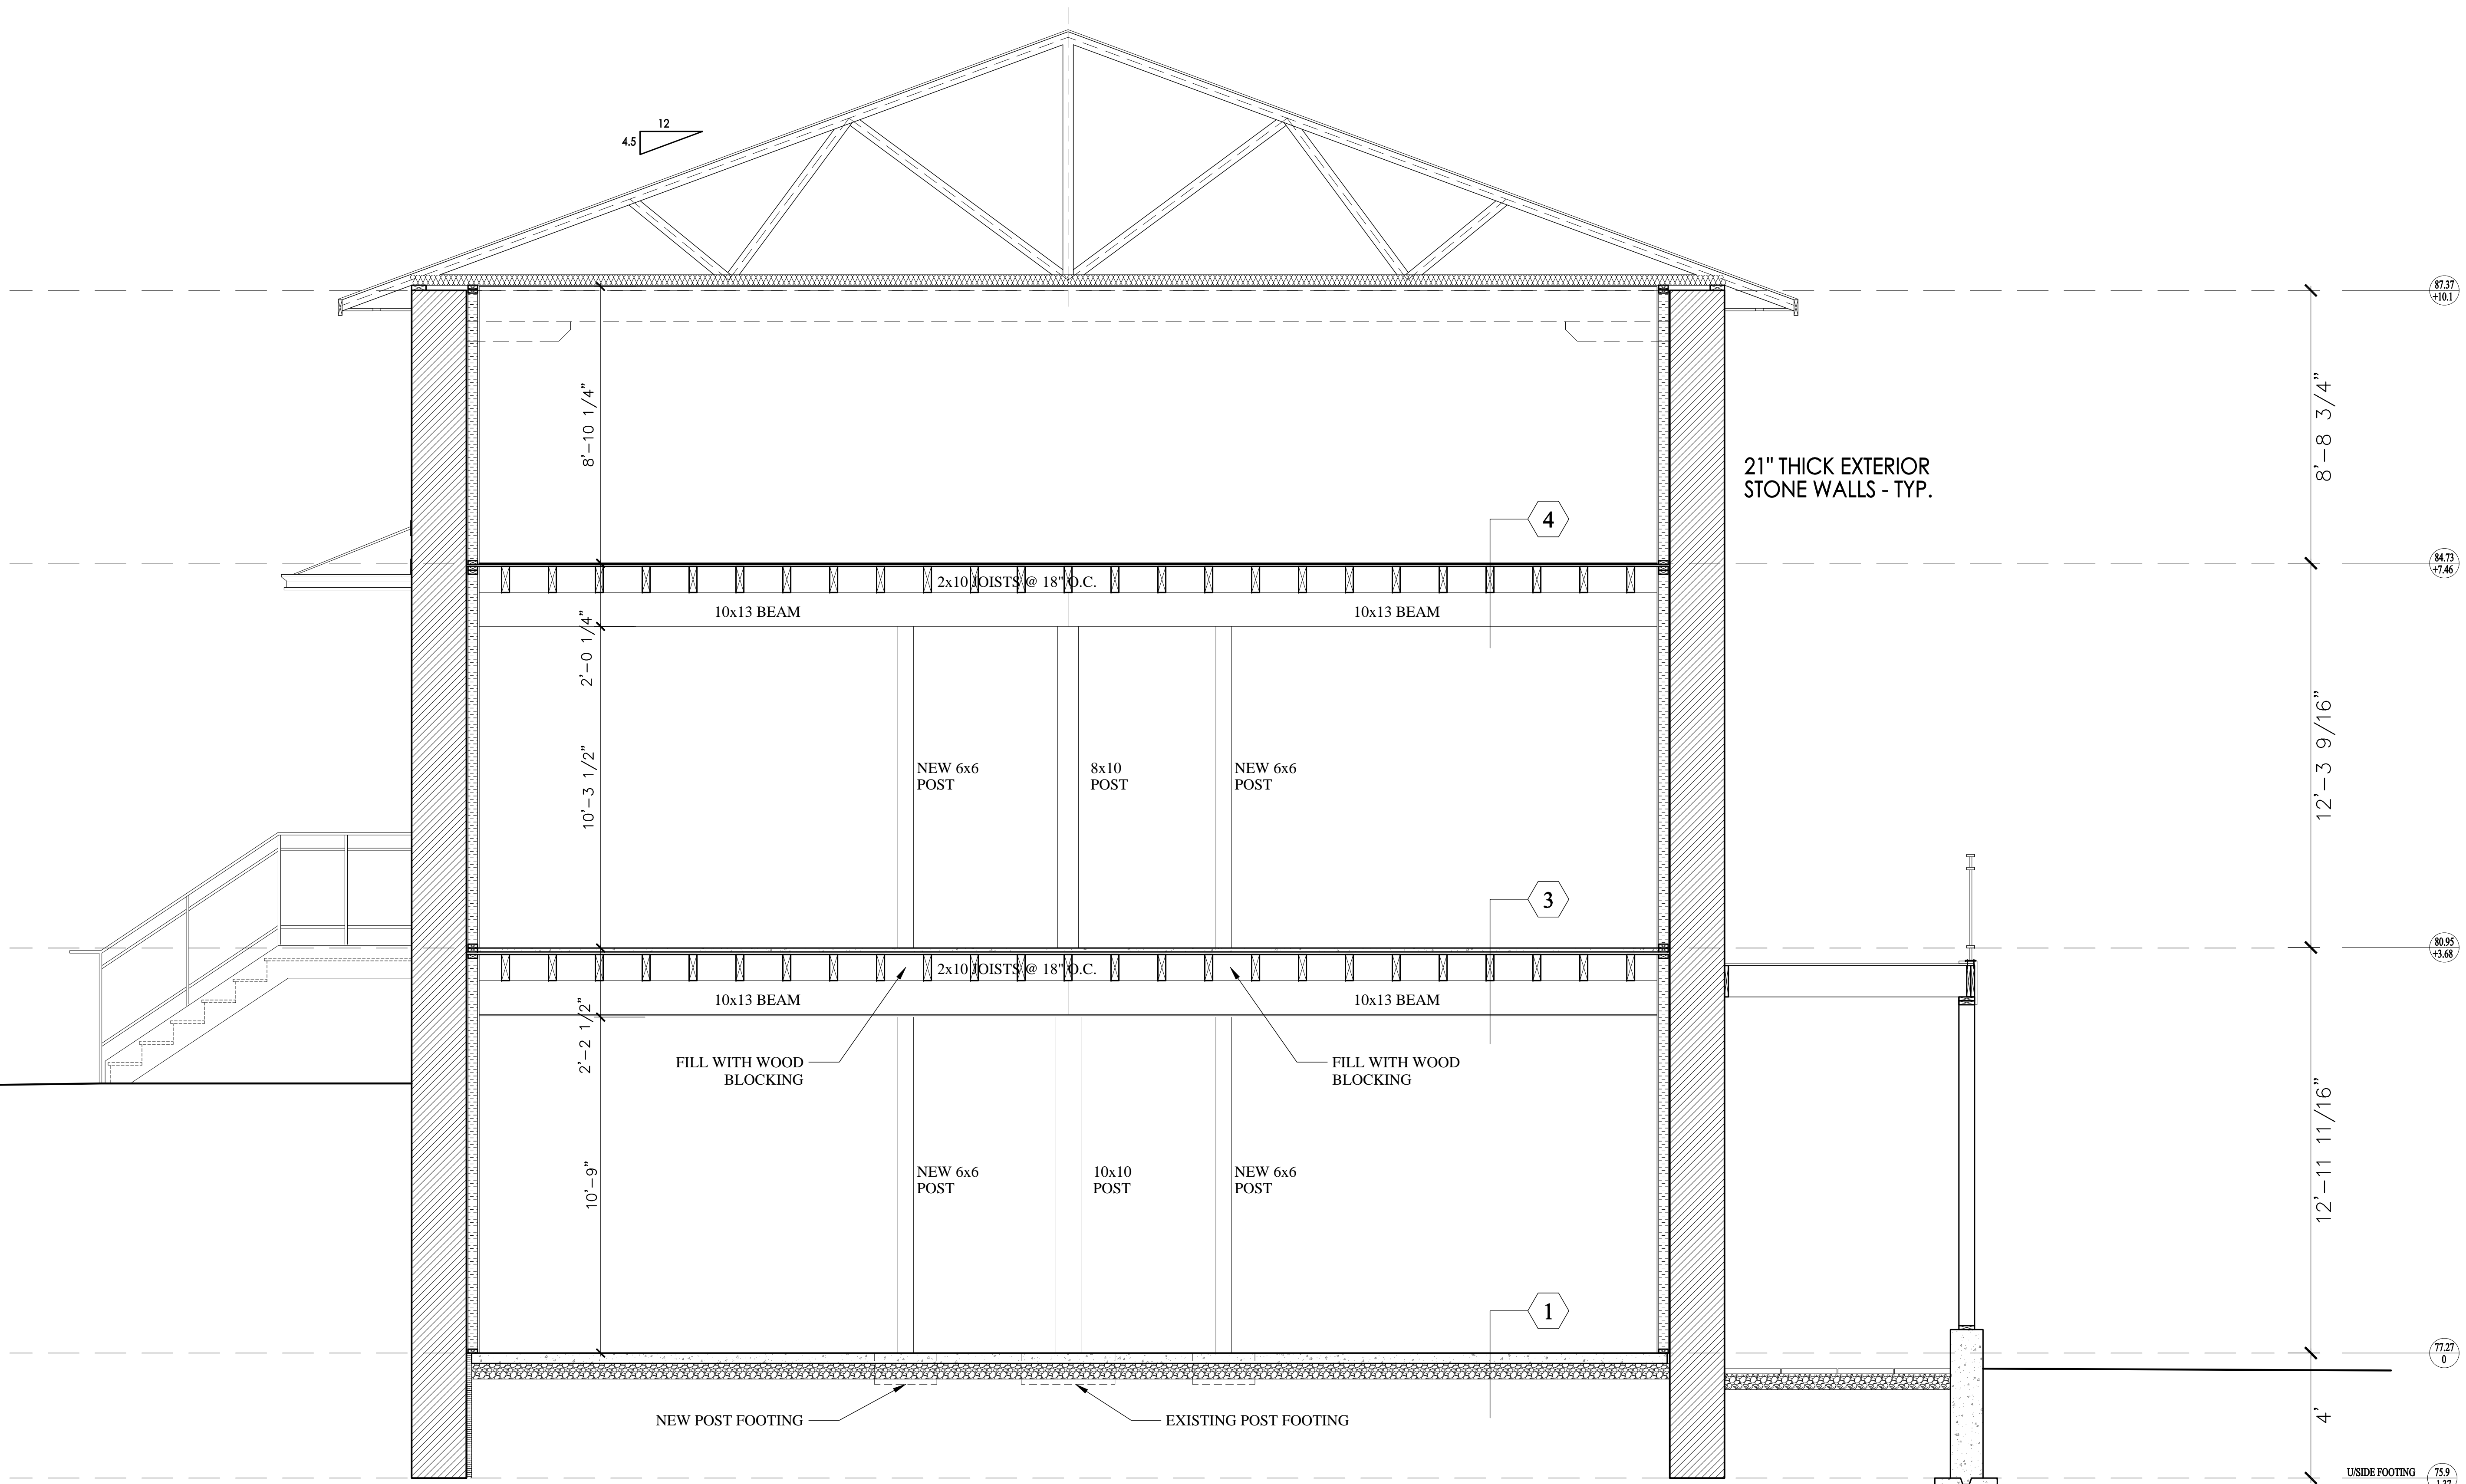 12
4.5
87.37
+10.1
8'-10 1/4"
8'-8 3/4"
21" THICK EXTERIOR
STONE WALLS - TYP.
4
84.73
+7.46
2x10 JOISTS @ 18" O.C.
10x13 BEAM
10x13 BEAM
2'-0 1/4"
10'-3 1/2"
NEW 6x6
POST
8x10
POST
NEW 6x6
POST
12'-3 9/16"
3
80.95
+3.68
2x10 JOISTS @ 18" O.C.
10x13 BEAM
10x13 BEAM
2'-2 1/2"
FILL WITH WOOD
BLOCKING
FILL WITH WOOD
BLOCKING
10'-9"
NEW 6x6
POST
10x10
POST
NEW 6x6
POST
12'-11 11/16"
1
77.27
0
NEW POST FOOTING
EXISTING POST FOOTING
4'
U/SIDE FOOTING
75.9